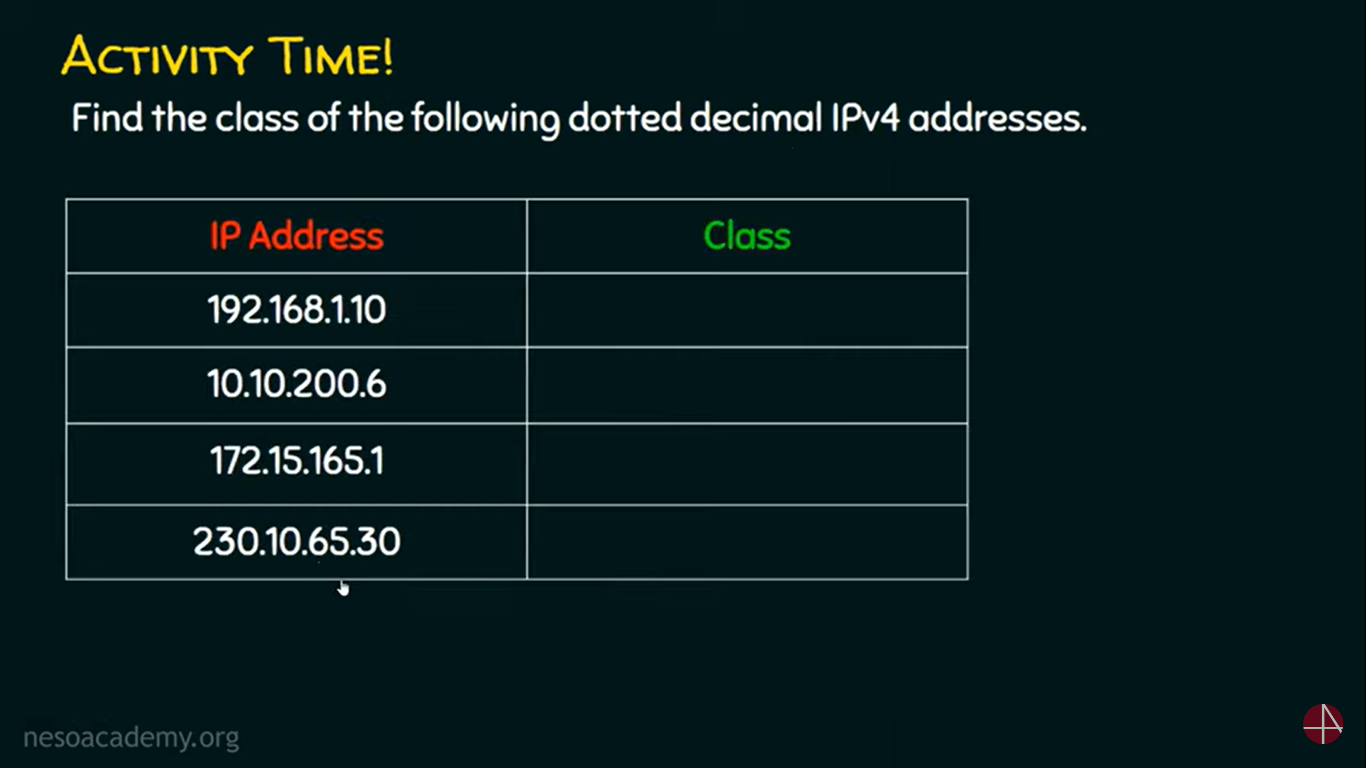 Activity Time!
Find the class of the following dotted decimal IPv4 addresses.
IP Address
Class
192.168.1.10
10.10.200.6
172.15.165.1
230.10.65.30
nesoacademy.org